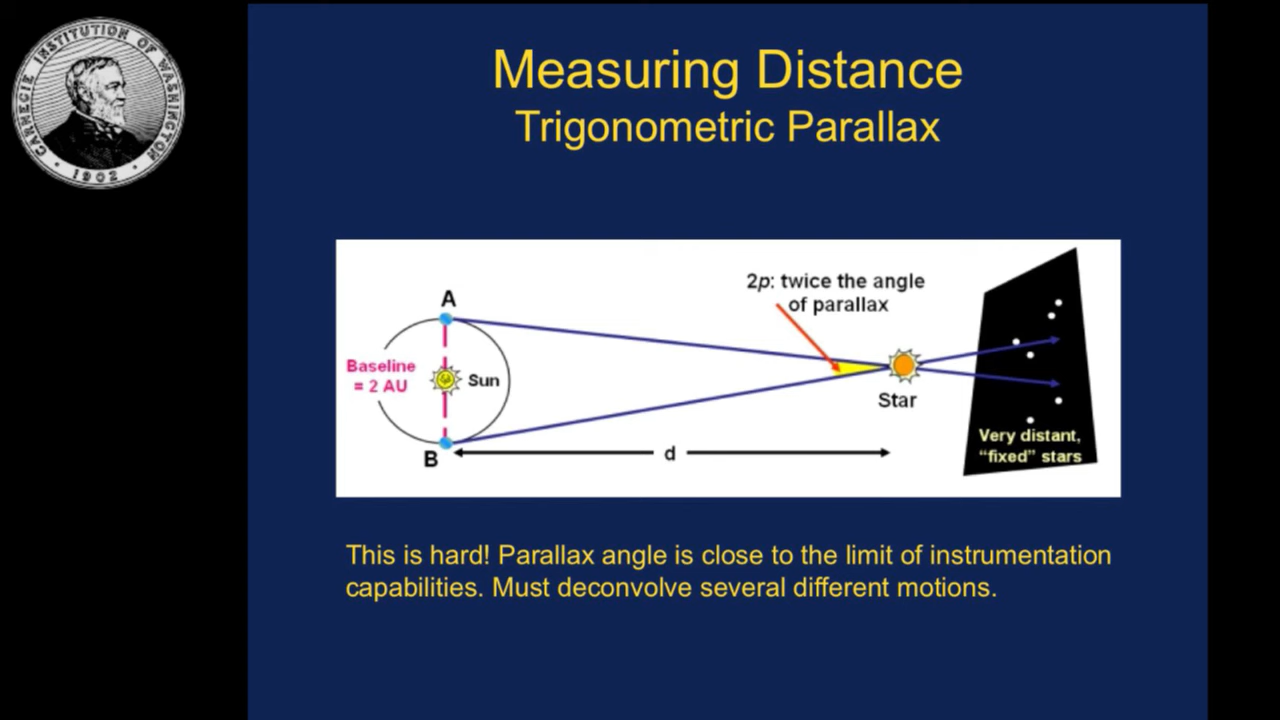 CARNEGIE INSTITUTION OF WASHINGTON
· 1902 ·
Measuring Distance
Trigonometric Parallax
2p: twice the angle
of parallax
A
Baseline
= 2 AU
Sun
Star
B
d
Very distant,
“fixed” stars
This is hard! Parallax angle is close to the limit of instrumentation
capabilities. Must deconvolve several different motions.